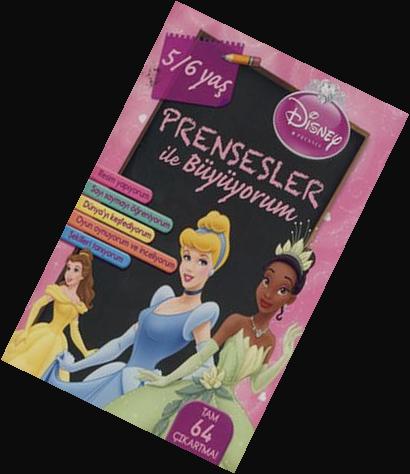 5/6 yaş
DISNEY
PRENSES
PRENSESLER
ile Büyüyorum
Resim yapıyorum
Sayı saymayı öğreniyorum
Dünya'yı keşfediyorum
Oyun oynuyorum ve inceliyorum
Şekilleri tanıyorum
TAM
64
ÇIKARTMA!